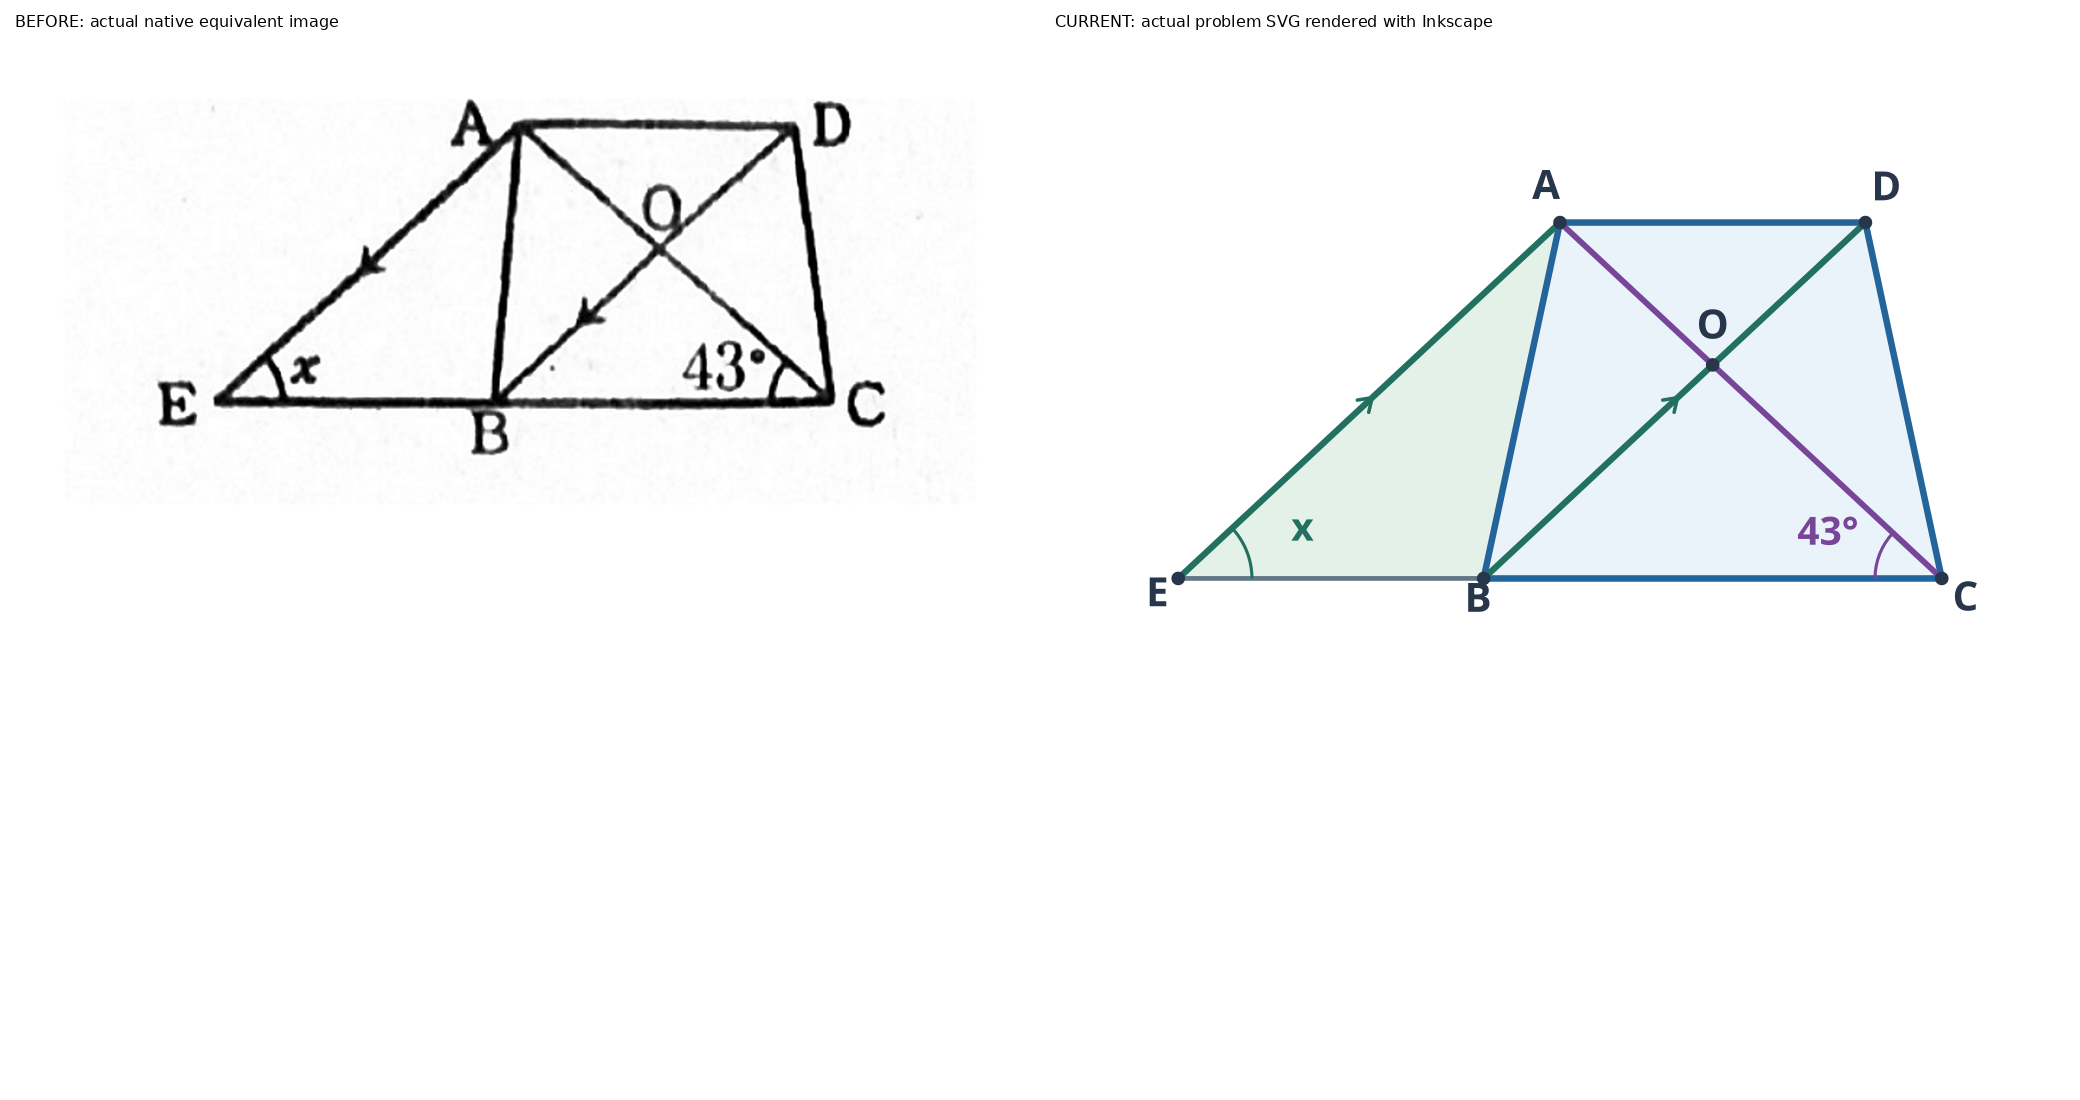 BEFORE: actual native equivalent image
CURRENT: actual problem SVG rendered with Inkscape
A
D
O
x
43°
E
B
C
A
D
O
x
43°
E
B
C